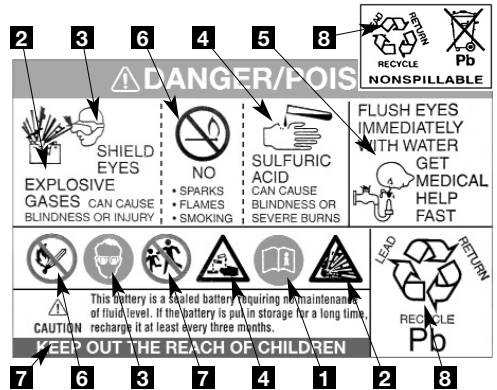 2 3 6 4 5 8
LEAD RETURN
RECYCLE Pb
NONSPILLABLE
DANGER/POIS
SHIELD
EYES
EXPLOSIVE
GASES CAN CAUSE
BLINDNESS OR INJURY
NO
• SPARKS
• FLAMES
• SMOKING
SULFURIC
ACID
CAN CAUSE
BLINDNESS OR
SEVERE BURNS
FLUSH EYES
IMMEDIATELY
WITH WATER
GET
MEDICAL
HELP
FAST
LEAD RETURN
RECYCLE
Pb
This battery is a sealed battery requiring no maintenance
of fluid level. If the battery is put in storage for a long time,
CAUTION recharge it at least every three months.
KEEP OUT THE REACH OF CHILDREN
7 6 3 7 4 1 2 8